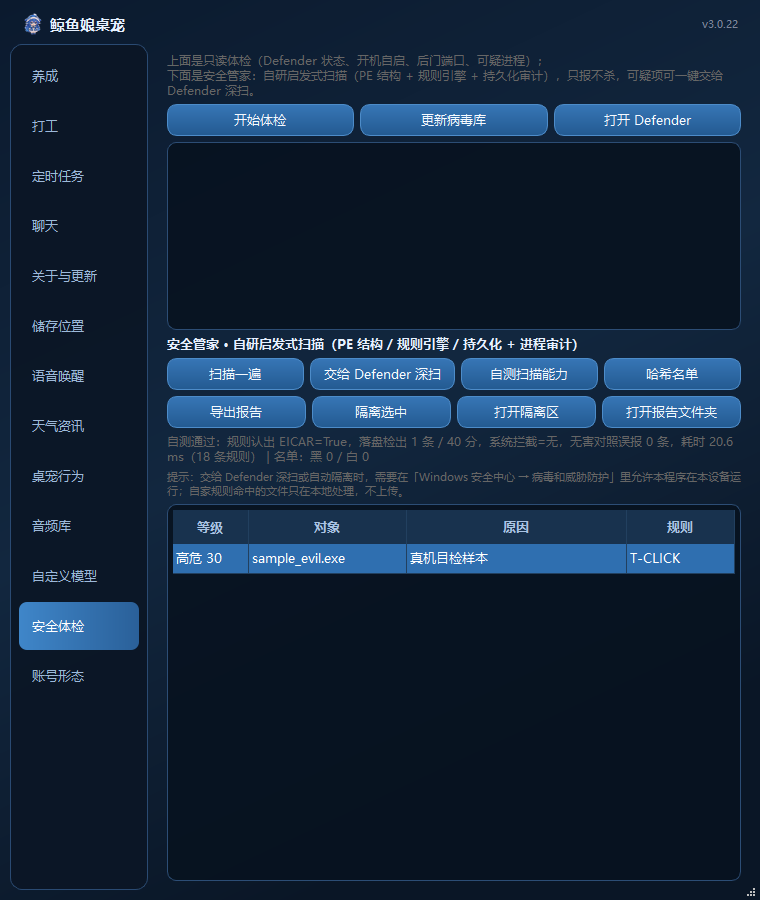 鲸鱼娘桌宠
v3.0.22
养成
打工
定时任务
聊天
关于与更新
储存位置
语音唤醒
天气资讯
桌宠行为
音频库
自定义模型
安全体检
账号形态
上面是只读体检（Defender 状态、开机自启、后门端口、可疑进程）；
下面是安全管家：自研启发式扫描（PE 结构 + 规则引擎 + 持久化审计），只报不杀，可疑项可一键交给
Defender 深扫。
开始体检
更新病毒库
打开 Defender
安全管家 • 自研启发式扫描（PE 结构 / 规则引擎 / 持久化 + 进程审计）
扫描一遍
交给 Defender 深扫
自测扫描能力
哈希名单
导出报告
隔离选中
打开隔离区
打开报告文件夹
自测通过：规则认出 EICAR=True，落盘检出 1 条 / 40 分，系统拦截=无，无害对照误报 0 条，耗时 20.6
ms（18 条规则） | 名单：黑 0 / 白 0
提示：交给 Defender 深扫或自动隔离时，需要在「Windows 安全中心 → 病毒和威胁防护」里允许本程序在本设备运
行；自家规则命中的文件只在本地处理，不上传。
等级 对象 原因 规则
高危 30 sample_evil.exe 真机目检样本 T-CLICK